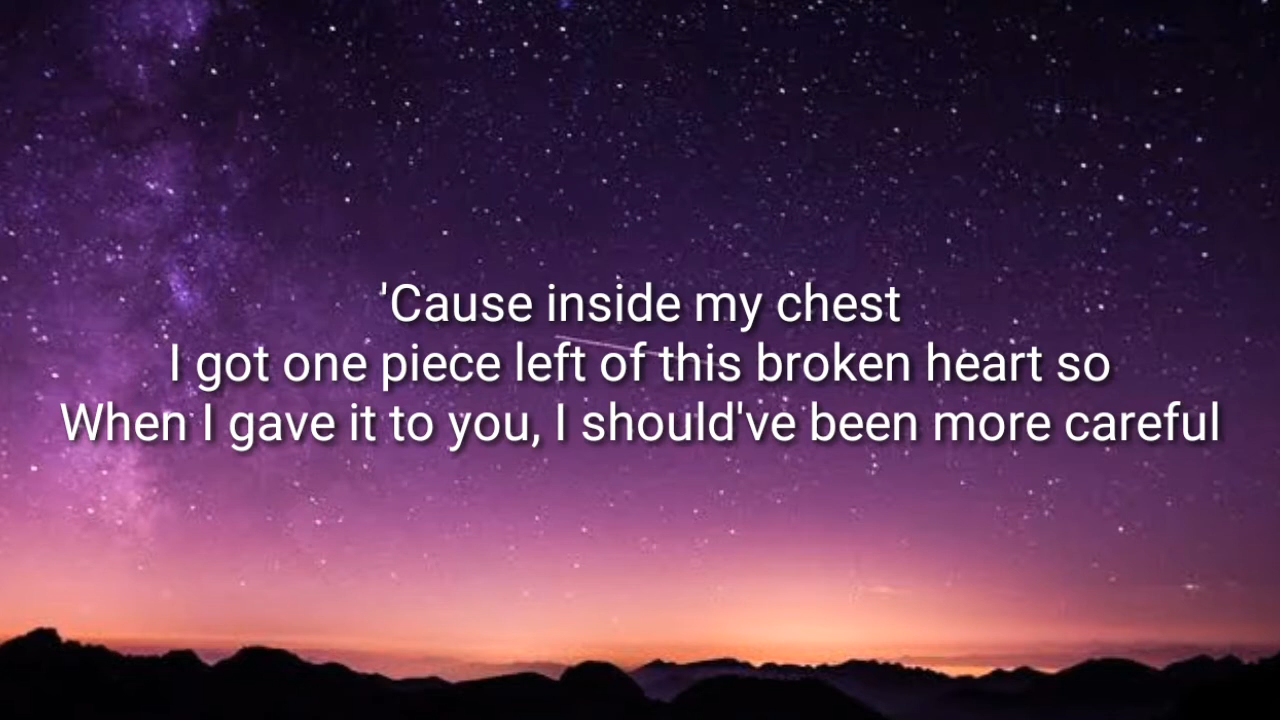 'Cause inside my chest
I got one piece left of this broken heart so
When I gave it to you, I should've been more careful